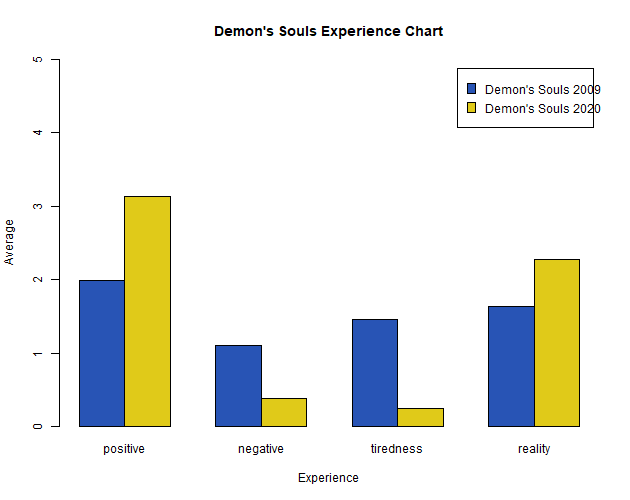 Demon's Souls Experience Chart
Demon's Souls 2009
Demon's Souls 2020
5
4
3
2
1
0
Average
positive
negative
tiredness
reality
Experience